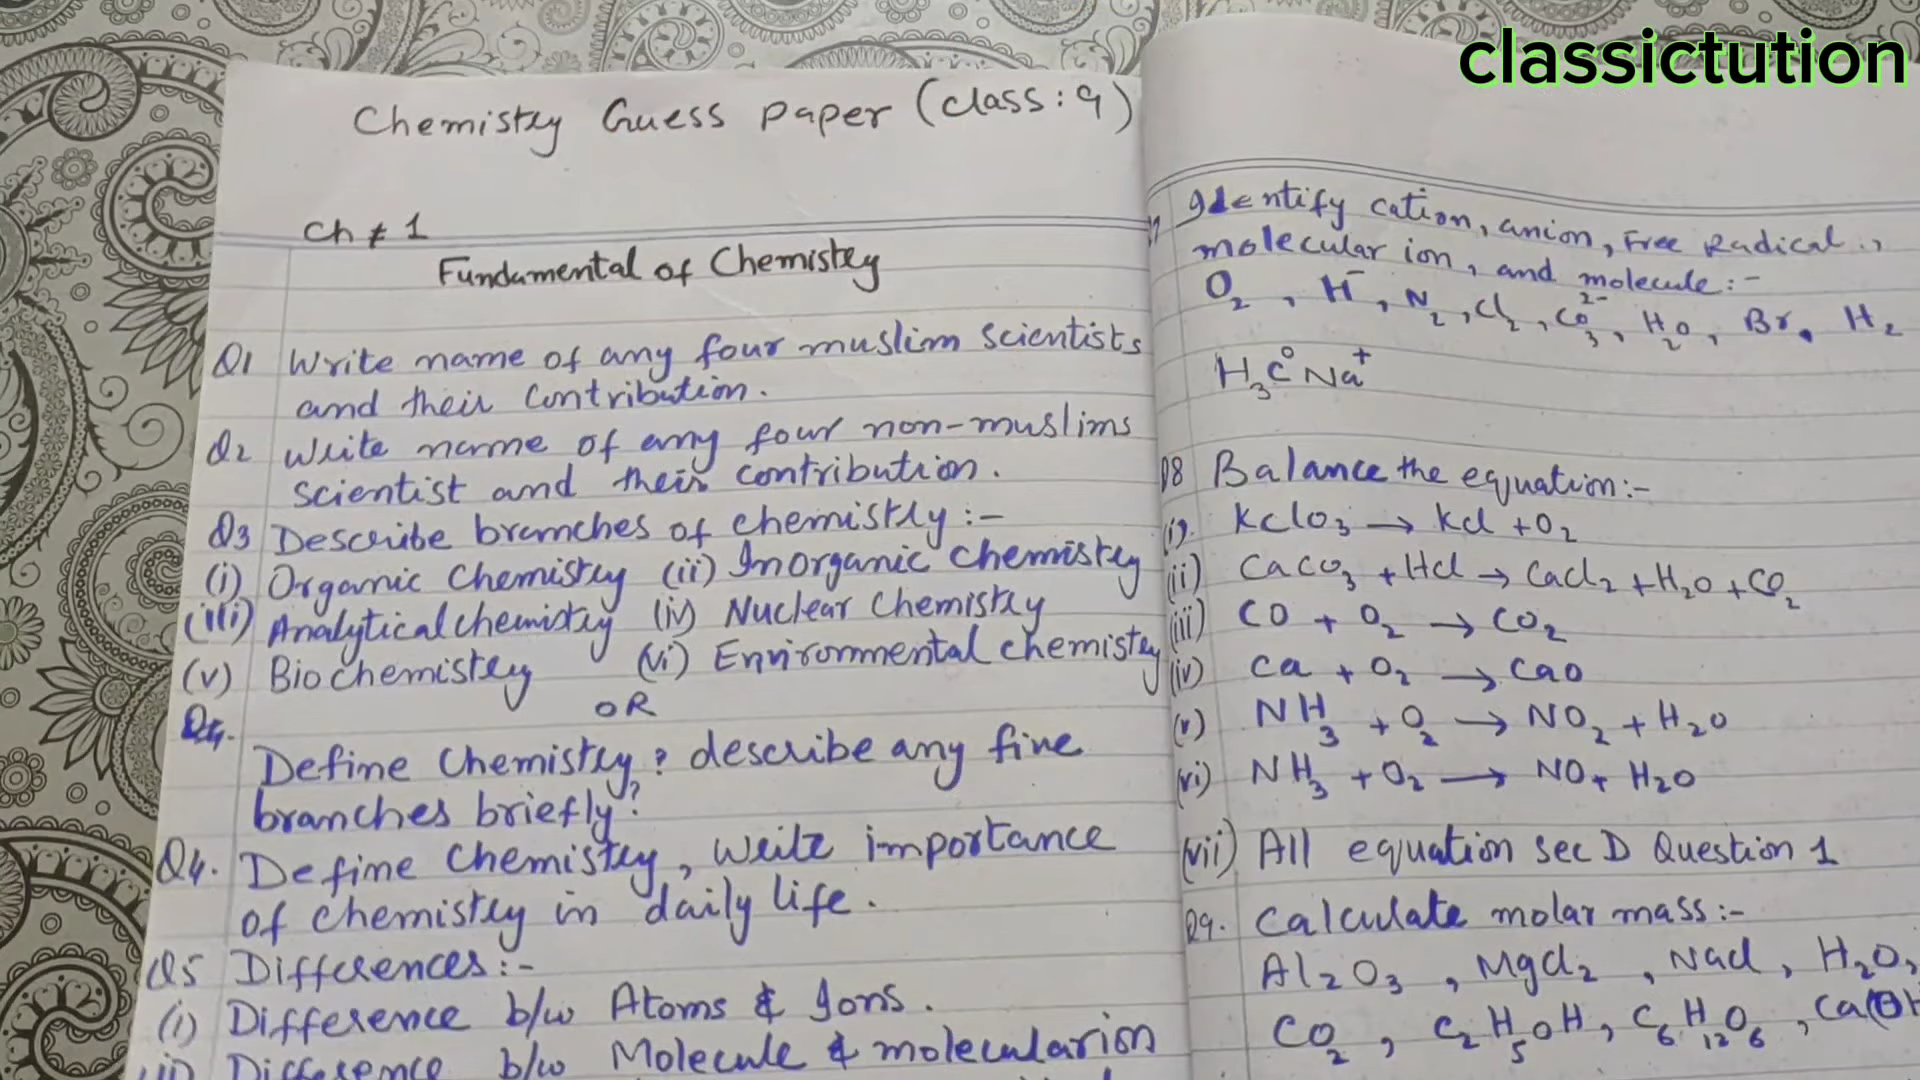 classictution
Chemistry Guess Paper (Class: 9)
Ch # 1
Fundamental of Chemistry
Q1 Write name of any four muslim scientists
and their contribution.
Q2 Write name of any four non-muslims
scientist and their contribution.
Q3 Describe branches of chemistry :-
(i) Organic Chemistry (ii) Inorganic chemistry
(iii) Analytical chemistry (iv) Nuclear Chemistry
(v) Biochemistry (vi) Environmental chemistry
OR
Q4.
Define Chemistry? describe any five
branches briefly?
Q4. Define Chemistry, write importance
of chemistry in daily life.
Q5 Differences :-
(i) Difference b/w Atoms & Ions.
(ii) Difference b/w Molecule & molecular ion
Identify cation, anion, Free Radical,
molecular ion, and molecule :-
O₂, H⁻, N₂, Cl₂, CO₃²⁻, H₂O, Br, H₂
H₃C° Na⁺
Q8 Balance the equation :-
(i). KClO₃ → KCl + O₂
(ii) CaCO₃ + HCl → CaCl₂ + H₂O + CO₂
(iii) CO + O₂ → CO₂
(iv) Ca + O₂ → CaO
(v) NH₃ + O₂ → NO₂ + H₂O
(vi) NH₃ + O₂ → NO + H₂O
(vii) All equation sec D Question 1
Q9. Calculate molar mass :-
Al₂O₃, MgCl₂, NaCl, H₂O,
CO₂, C₂H₅OH, C₆H₁₂O₆, Ca(OH